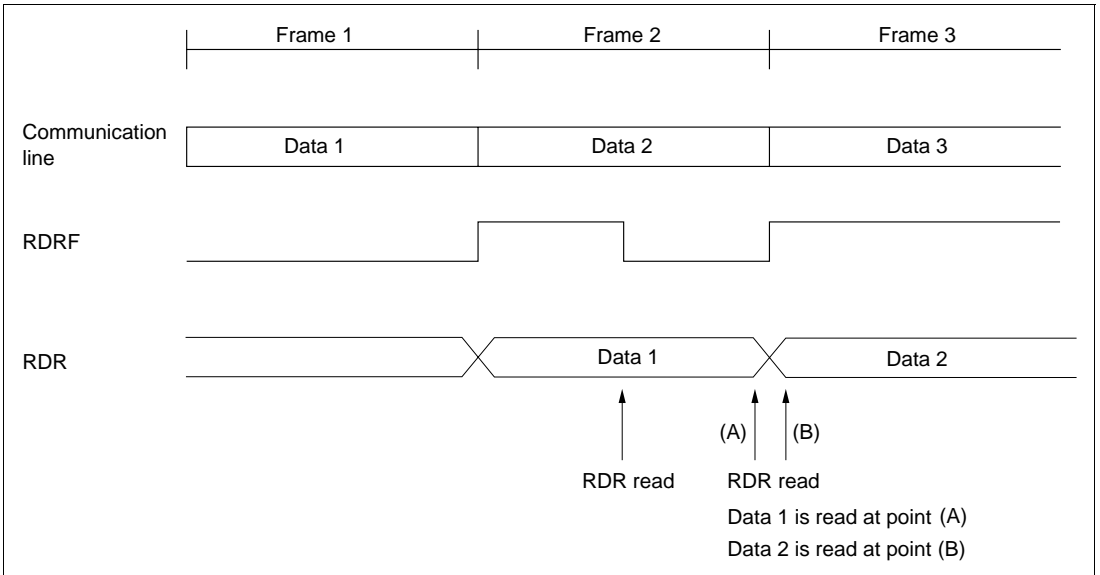 Frame 1 Frame 2 Frame 3
Communication
line
Data 1 Data 2 Data 3
RDRF
RDR
Data 1 Data 2
(A) (B)
RDR read RDR read
Data 1 is read at point (A)
Data 2 is read at point (B)